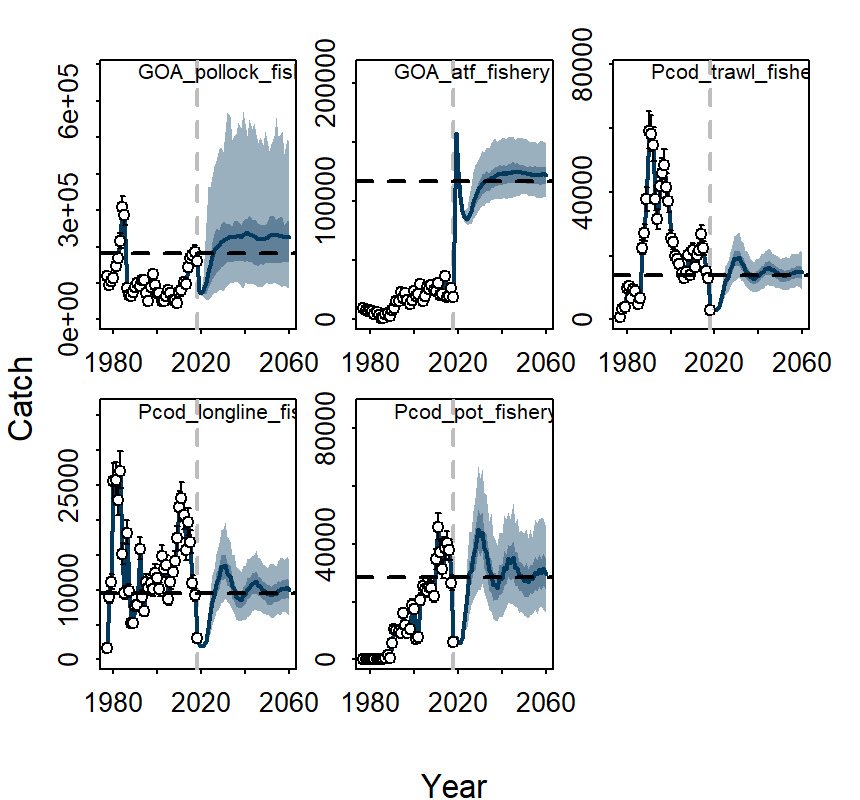 GOA_pollock_fisl
GOA_atf_fishery
Pcod_trawl_fishe
0e+00 3e+05 6e+05
0 100000 200000
0 40000 80000
1980 2020 2060
1980 2020 2060
1980 2020 2060
Catch
Pcod_longline_fis
Pcod_pot_fishery
0 10000 25000
0 40000 80000
1980 2020 2060
1980 2020 2060
Year